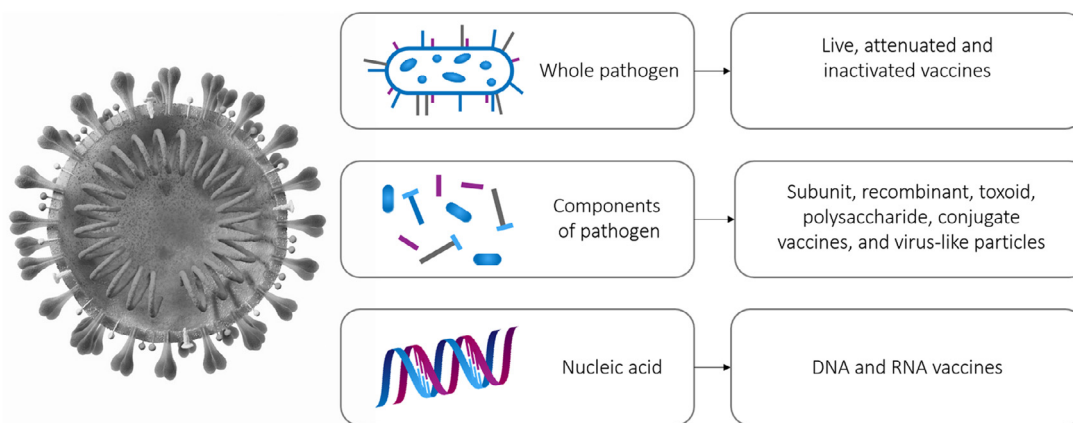 Whole pathogen
Live, attenuated and
inactivated vaccines
Components
of pathogen
Subunit, recombinant, toxoid,
polysaccharide, conjugate
vaccines, and virus-like particles
Nucleic acid
DNA and RNA vaccines